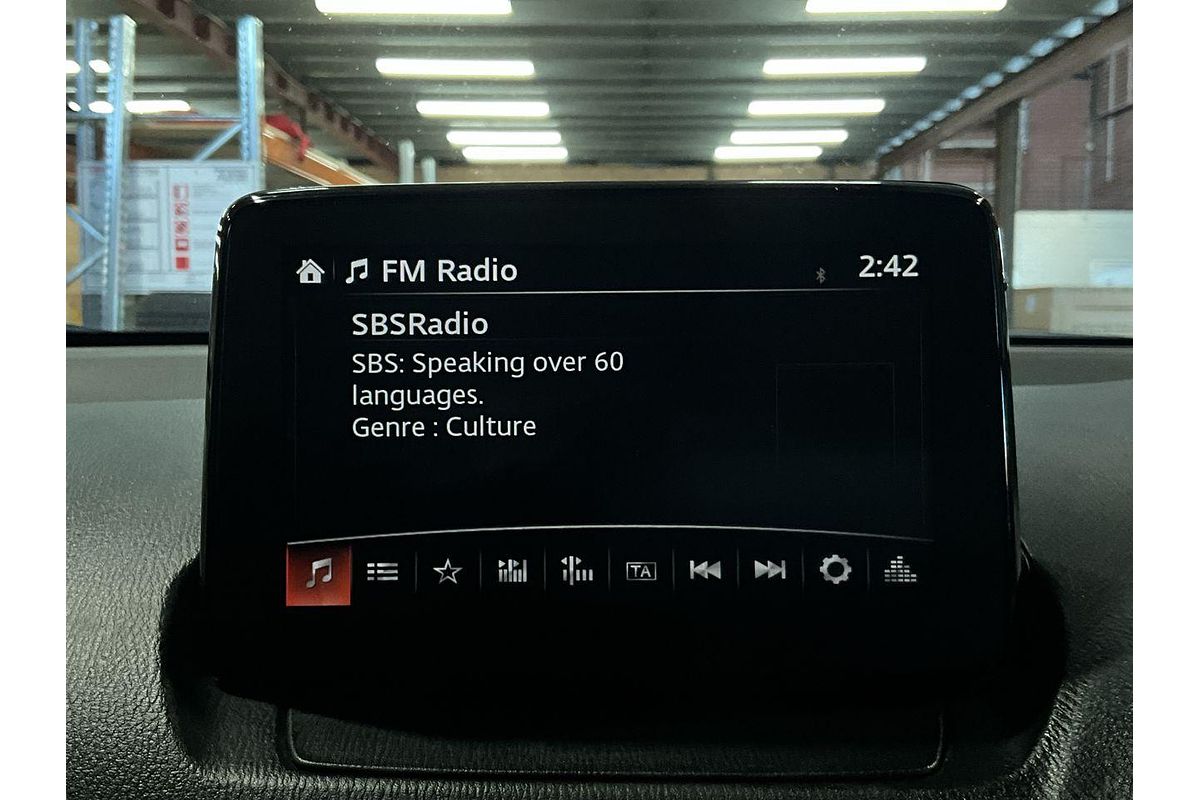 FM Radio
2:42
SBSRadio
SBS: Speaking over 60
languages.
Genre : Culture
TA